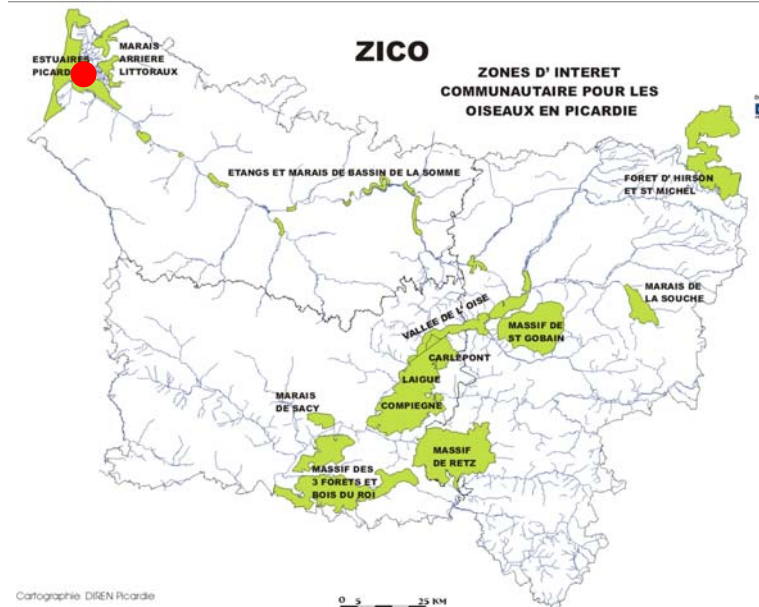 ZICO
ZONES D' INTERET
COMMUNAUTAIRE POUR LES
OISEAUX EN PICARDIE
MARAIS
ARRIERE
LITTORAUX
ESTUAIRES
ETANGS ET MARAIS DE BASSIN DE LA SOMME
FORET D' HIRSON
ET ST MICHEL
MARAIS DE
LA SOUCHE
VALLEE DE L' OISE
MASSIF DE
ST GOBAIN
CARLEPONT
LAIGUE
COMPIEGNE
MARAIS
DE SACY
MASSIF DES
3 FORETS ET
BOIS DU ROI
MASSIF
DE RETZ
Cartographie DIREN Picardie
0 5 25 KM